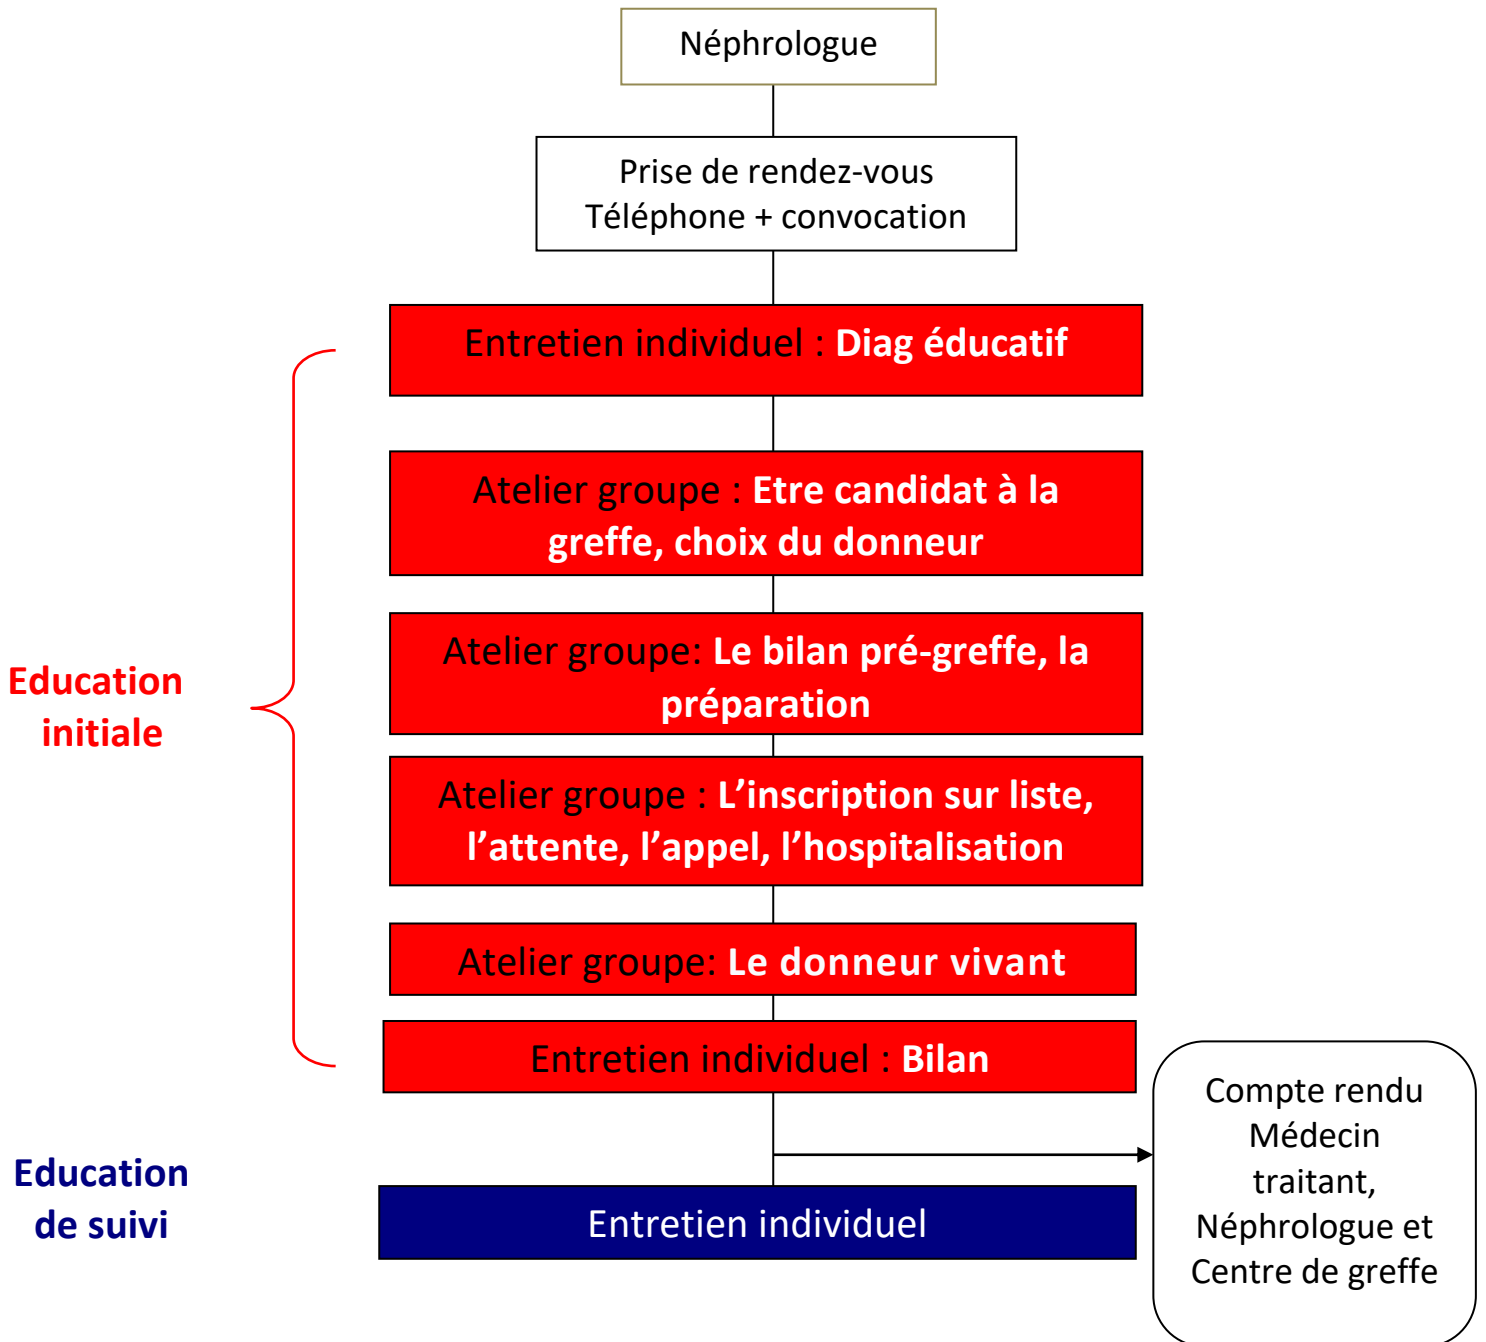 Néphrologue
Prise de rendez-vous
Téléphone + convocation
Entretien individuel : Diag éducatif
Atelier groupe : Etre candidat à la
greffe, choix du donneur
Atelier groupe: Le bilan pré-greffe, la
préparation
Education
initiale
Atelier groupe : L’inscription sur liste,
l’attente, l’appel, l’hospitalisation
Atelier groupe: Le donneur vivant
Entretien individuel : Bilan
Compte rendu
Médecin
traitant,
Néphrologue et
Centre de greffe
Education
de suivi
Entretien individuel